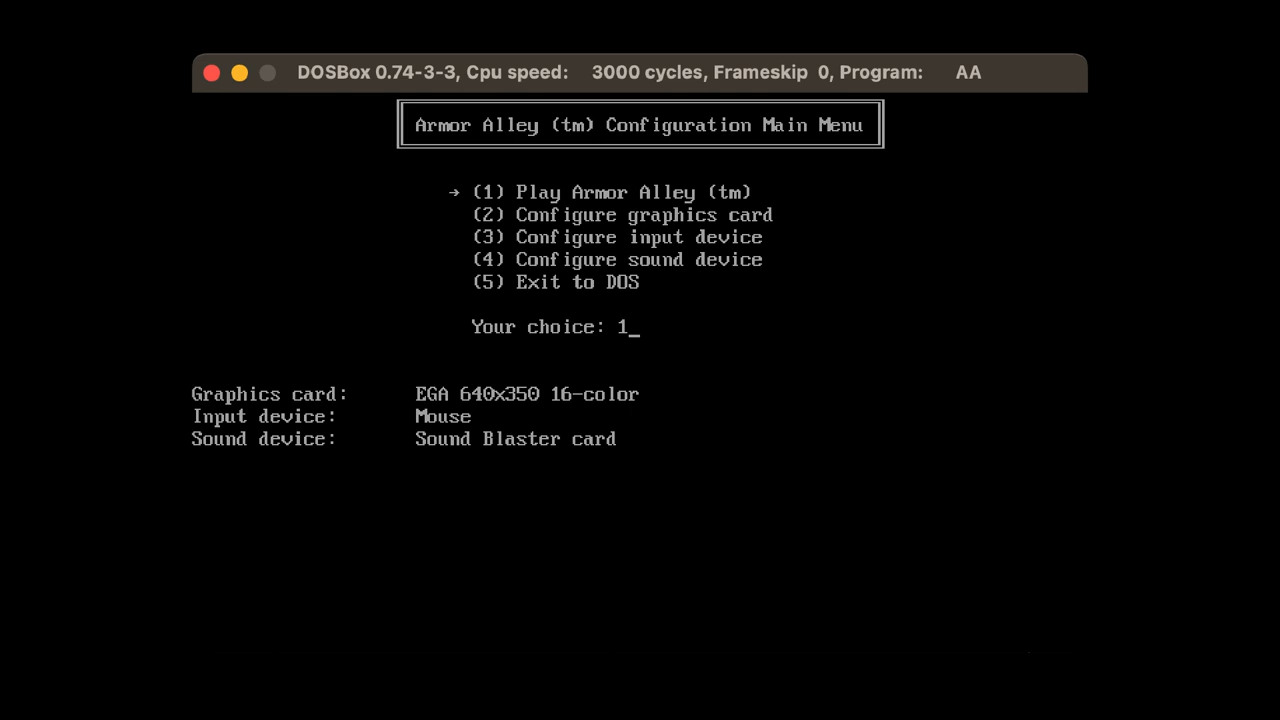 DOSBox 0.74-3-3, Cpu speed: 3000 cycles, Frameskip 0, Program: AA
Armor Alley (tm) Configuration Main Menu
→ (1) Play Armor Alley (tm)
(2) Configure graphics card
(3) Configure input device
(4) Configure sound device
(5) Exit to DOS
Your choice: 1_
Graphics card: EGA 640x350 16-color
Input device: Mouse
Sound device: Sound Blaster card